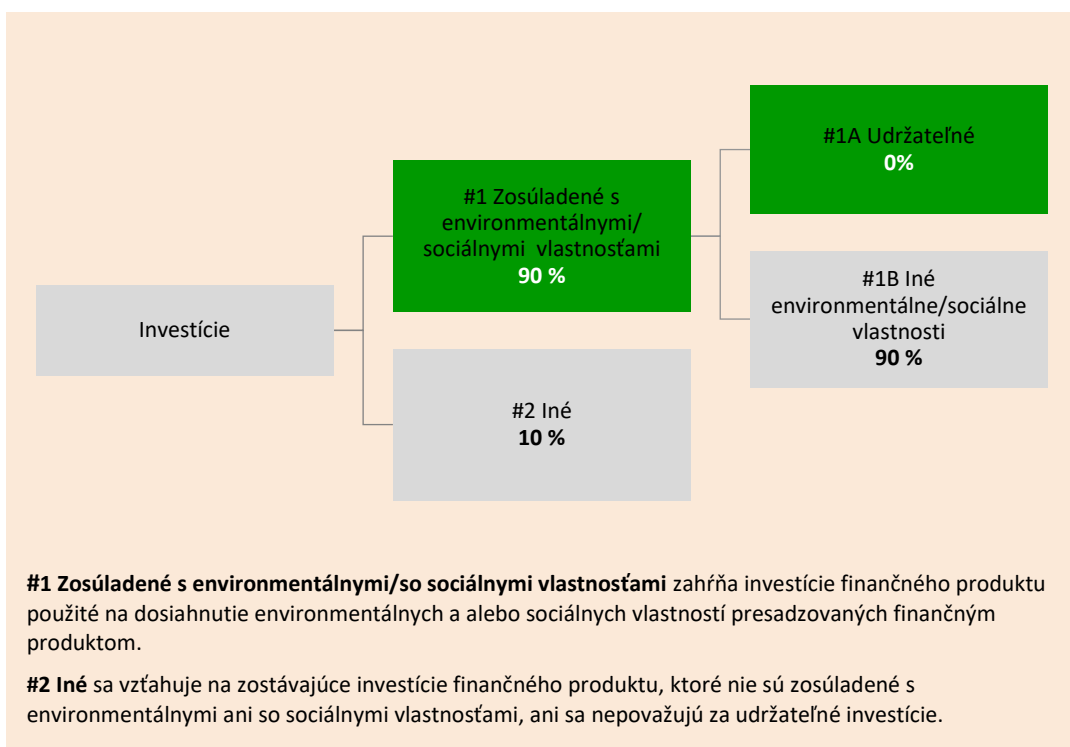 #1A Udržateľné
0%
#1 Zosúladené s
environmentálnymi/
sociálnymi vlastnosťami
90 %
#1B Iné
environmentálne/sociálne
vlastnosti
90 %
Investície
#2 Iné
10 %
#1 Zosúladené s environmentálnymi/so sociálnymi vlastnosťami zahŕňa investície finančného produktu
použité na dosiahnutie environmentálnych a alebo sociálnych vlastností presadzovaných finančným
produktom.
#2 Iné sa vzťahuje na zostávajúce investície finančného produktu, ktoré nie sú zosúladené s
environmentálnymi ani so sociálnymi vlastnosťami, ani sa nepovažujú za udržateľné investície.